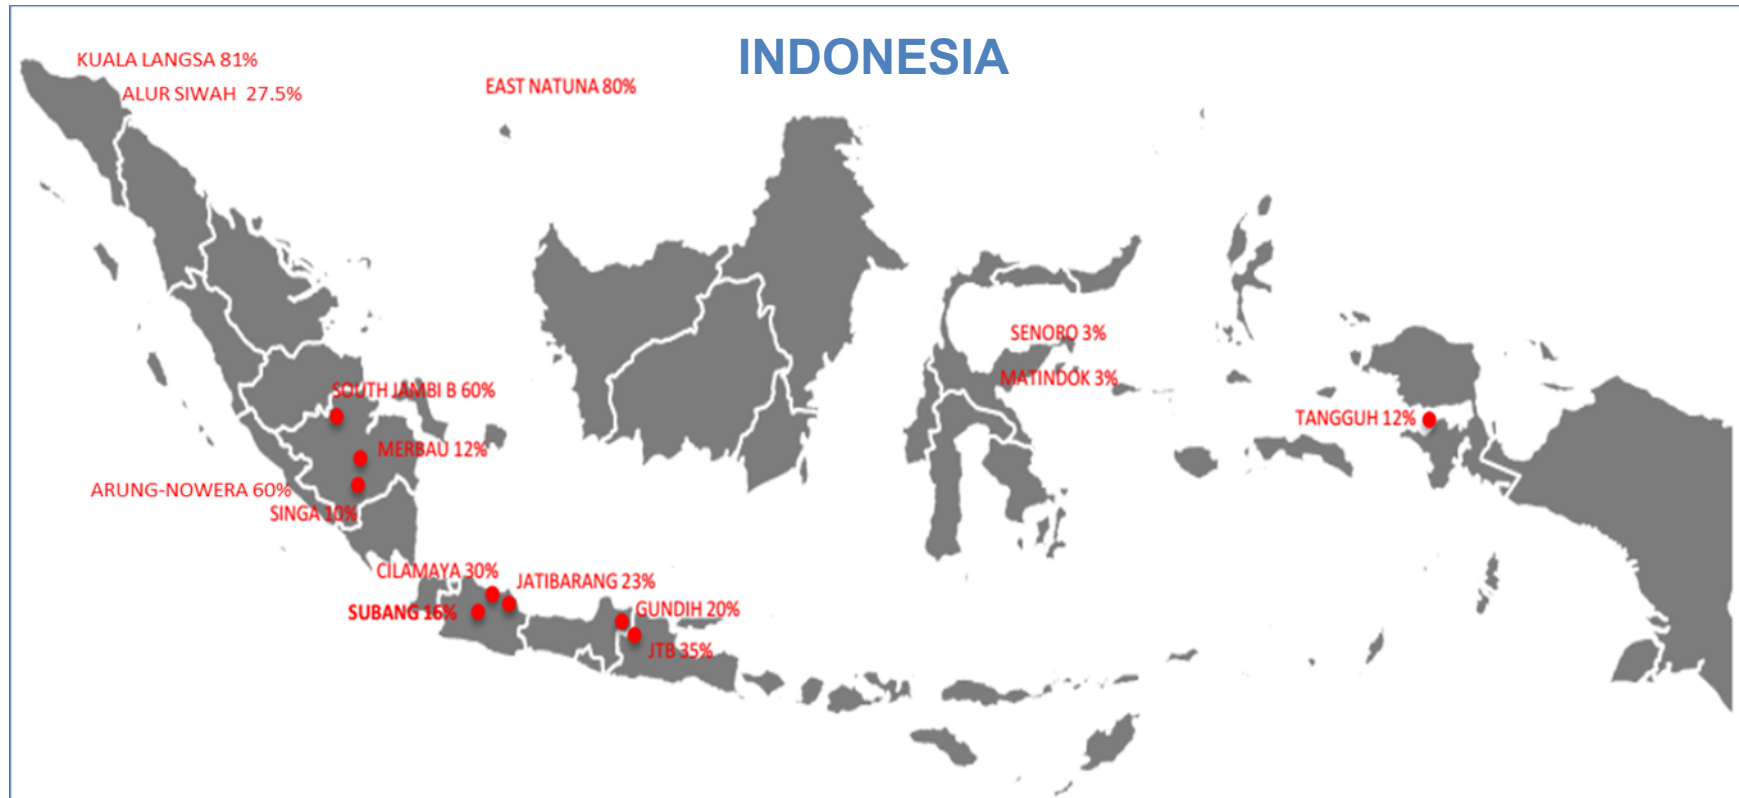 INDONESIA
KUALA LANGSA 81%
ALUR SIWAH 27.5%
EAST NATUNA 80%
SENORO 3%
MATINDOK 3%
SOUTH JAMBI B 60%
TANGGUH 12%
MERBAU 12%
ARUNG-NOWERA 60%
SINGA 10%
CILAMAYA 30%
JATIBARANG 23%
SUBANG 16%
GUNDIH 20%
JTB 35%